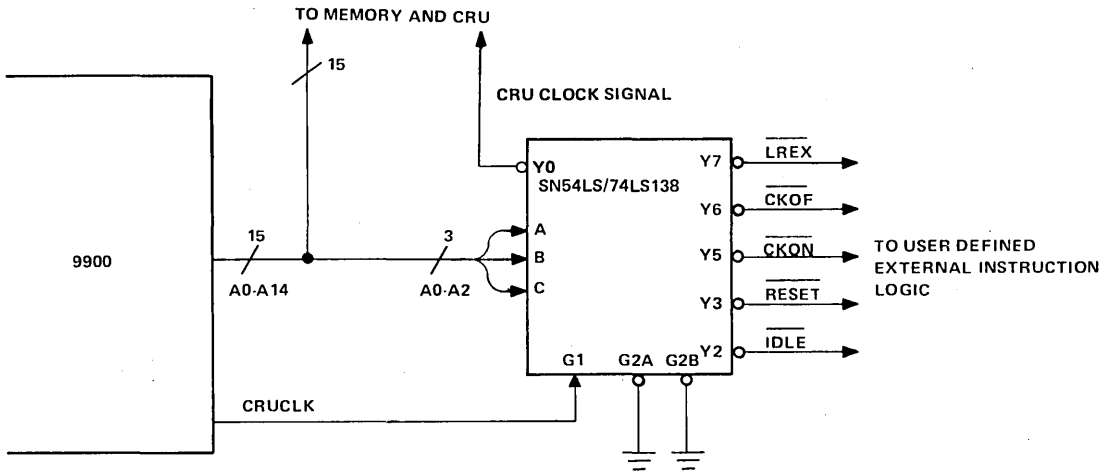 TO MEMORY AND CRU
15
CRU CLOCK SIGNAL
Y0
SN54LS/74LS138
Y7
LREX
Y6
CKOF
Y5
CKON
Y3
RESET
Y2
IDLE
TO USER DEFINED
EXTERNAL INSTRUCTION
LOGIC
9900
15
A0-A14
3
A0-A2
A
B
C
G1
G2A
G2B
CRUCLK